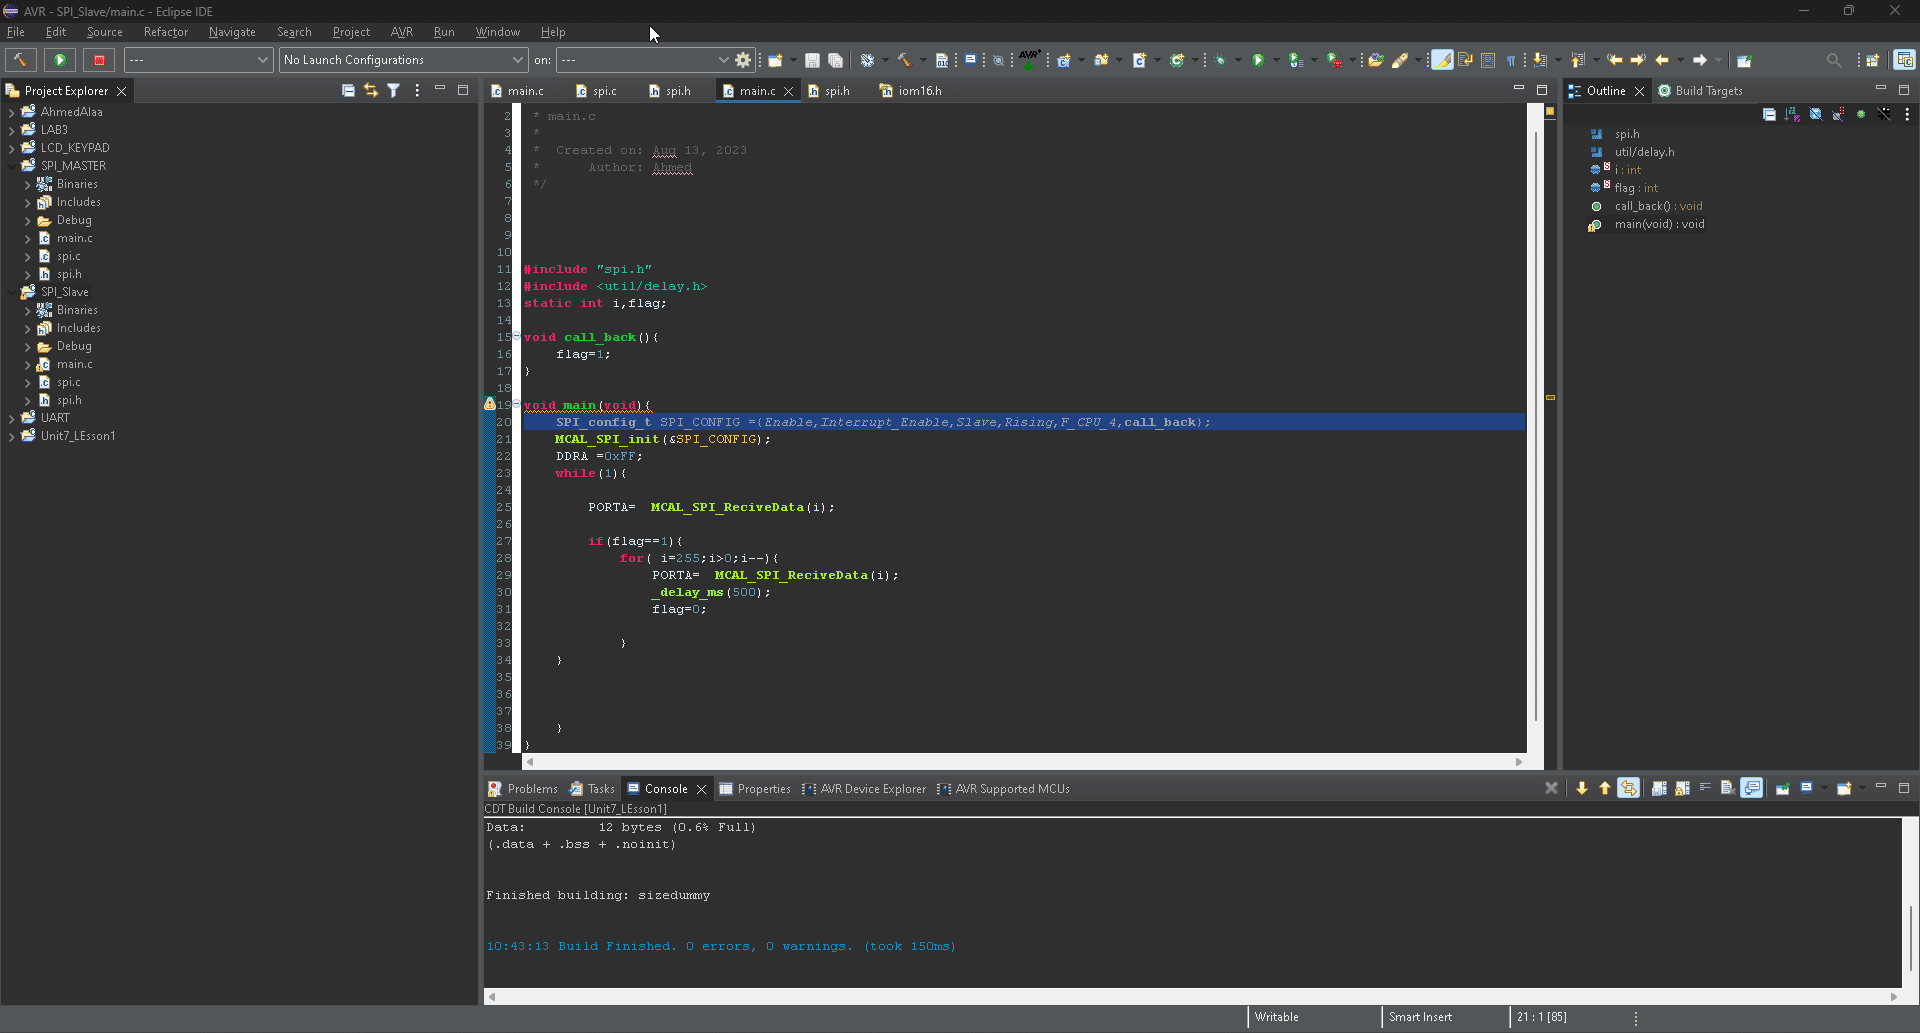 AVR - SPI_Slave/main.c - Eclipse IDE
File Edit Source Refactor Navigate Search Project AVR Run Window Help
--- No Launch Configurations on: ---
Project Explorer
AhmedAlaa
LAB3
LCD_KEYPAD
SPI_MASTER
Binaries
Includes
Debug
main.c
spi.c
spi.h
SPI_Slave
Binaries
Includes
Debug
main.c
spi.c
spi.h
UART
Unit7_LEsson1
main.c spi.c spi.h main.c spi.h iom16.h
2 * main.c
3 *
4 * Created on: Aug 13, 2023
5 * Author: Ahmed
6 */
7
8
9
10
11 #include "spi.h"
12 #include <util/delay.h>
13 static int i,flag;
14
15 void call_back(){
16 flag=1;
17 }
18
19 void main(void){
20 SPI_config_t SPI_CONFIG ={Enable,Interrupt_Enable,Slave,Rising,F_CPU_4,call_back};
21 MCAL_SPI_init(&SPI_CONFIG);
22 DDRA =0xFF;
23 while(1){
24
25 PORTA= MCAL_SPI_ReciveData(i);
26
27 if(flag==1){
28 for( i=255;i>0;i--){
29 PORTA= MCAL_SPI_ReciveData(i);
30 _delay_ms(500);
31 flag=0;
32
33 }
34 }
35
36
37
38 }
39 }
Outline Build Targets
spi.h
util/delay.h
i : int
flag : int
call_back() : void
main(void) : void
Problems Tasks Console Properties AVR Device Explorer AVR Supported MCUs
CDT Build Console [Unit7_LEsson1]
Data: 12 bytes (0.6% Full)
(.data + .bss + .noinit)
Finished building: sizedummy
10:43:13 Build Finished. 0 errors, 0 warnings. (took 150ms)
Writable Smart Insert 21 : 1 [85]